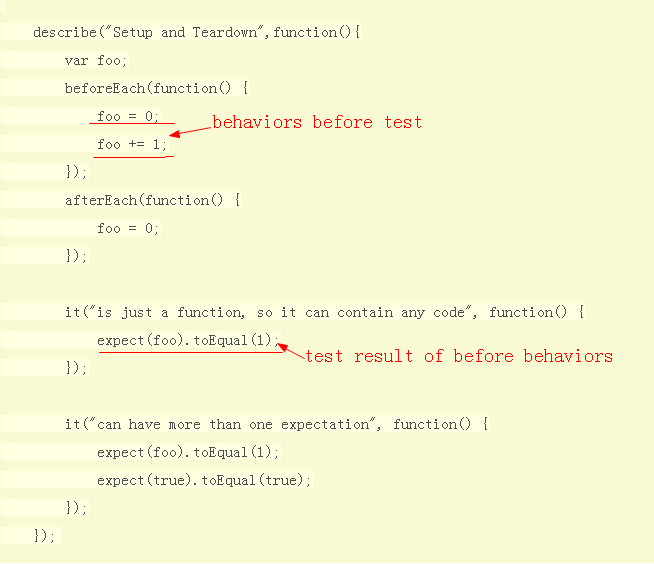 describe("Setup and Teardown",function(){
var foo;
beforeEach(function() {
foo = 0;
behaviors before test
foo += 1;
});
afterEach(function() {
foo = 0;
});
it("is just a function, so it can contain any code", function() {
expect(foo).toEqual(1);
test result of before behaviors
});
it("can have more than one expectation", function() {
expect(foo).toEqual(1);
expect(true).toEqual(true);
});
});